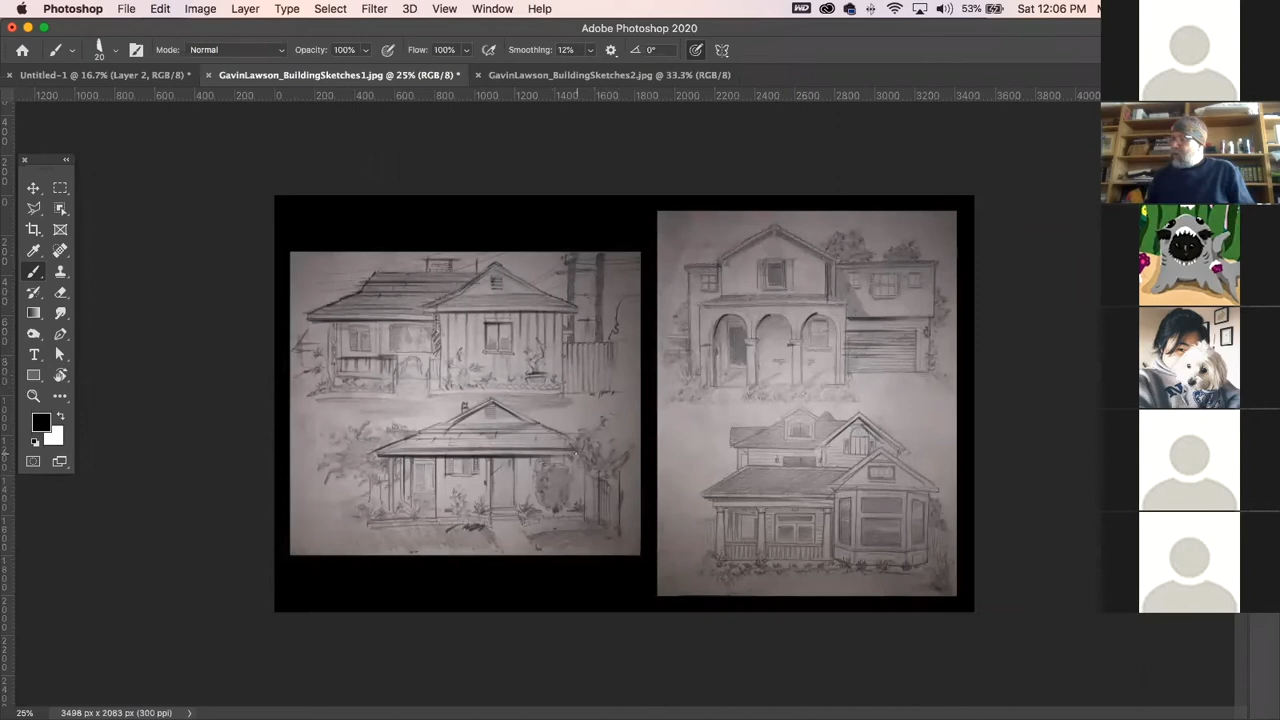 Photoshop File Edit Image Layer Type Select Filter 3D View Window Help 53% Sat 12:06 PM
Adobe Photoshop 2020
20 Mode: Normal Opacity: 100% Flow: 100% Smoothing: 12% 0°
Untitled-1 @ 16.7% (Layer 2, RGB/8) * GavinLawson_BuildingSketches1.jpg @ 25% (RGB/8) * GavinLawson_BuildingSketches2.jpg @ 33.3% (RGB/8)
1200 1000 800 600 400 200 0 200 400 600 800 1000 1200 1400 1600 1800 2000 2200 2400 2600 2800 3000 3200 3400 3600 3800 4000
25% 3498 px x 2083 px (300 ppi)